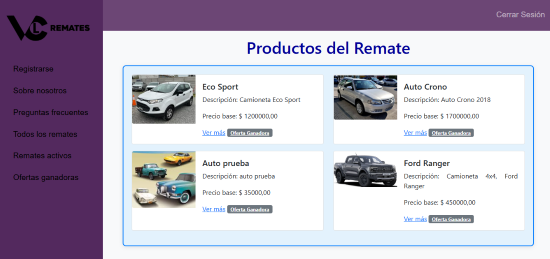 Cerrar Sesión
VLC REMATES
Registrarse
Sobre nosotros
Preguntas frecuentes
Todos los remates
Remates activos
Ofertas ganadoras
Productos del Remate
Eco Sport
Descripción: Camioneta Eco Sport
Precio base: $ 1200000,00
Ver más Oferta Ganadora
Auto Crono
Descripción: Auto Crono 2018
Precio base: $ 1700000,00
Ver más Oferta Ganadora
Auto prueba
Descripción: auto prueba
Precio base: $ 35000,00
Ver más Oferta Ganadora
Ford Ranger
Descripción: Camioneta 4x4, Ford
Ranger
Precio base: $ 450000,00
Ver más Oferta Ganadora